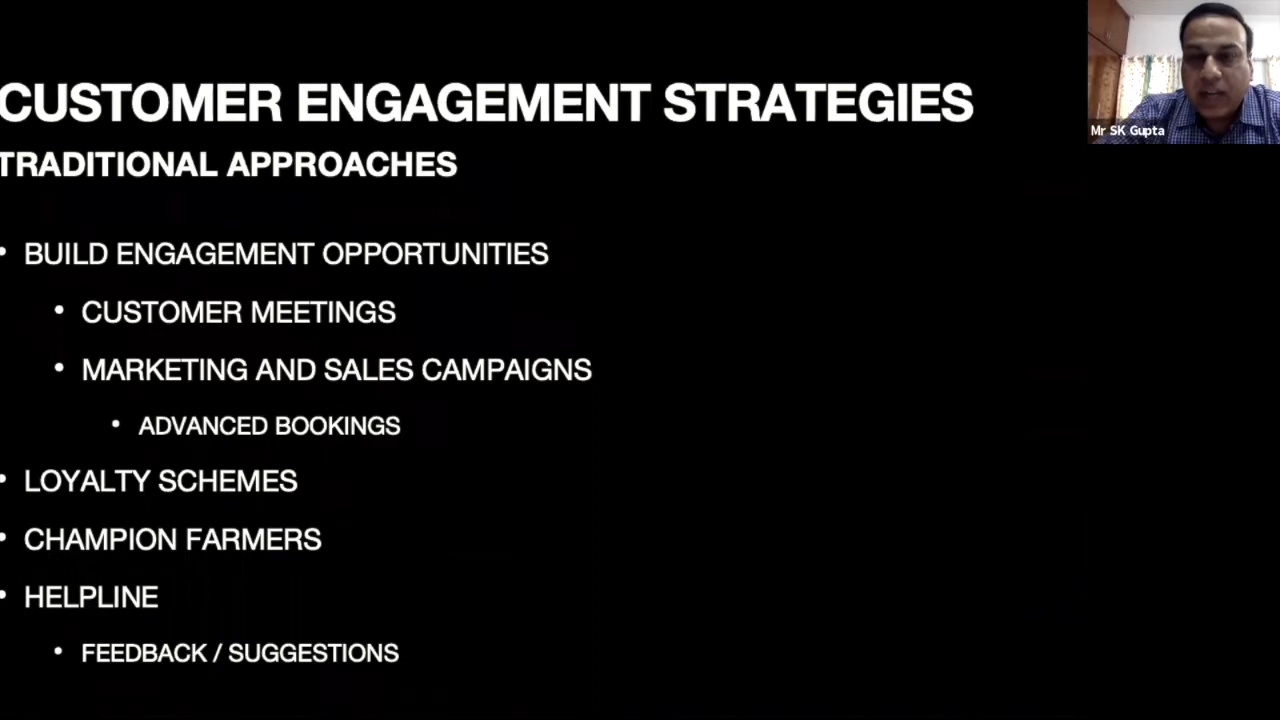 CUSTOMER ENGAGEMENT STRATEGIES
TRADITIONAL APPROACHES
• BUILD ENGAGEMENT OPPORTUNITIES
• CUSTOMER MEETINGS
• MARKETING AND SALES CAMPAIGNS
• ADVANCED BOOKINGS
• LOYALTY SCHEMES
• CHAMPION FARMERS
• HELPLINE
• FEEDBACK / SUGGESTIONS
Mr SK Gupta